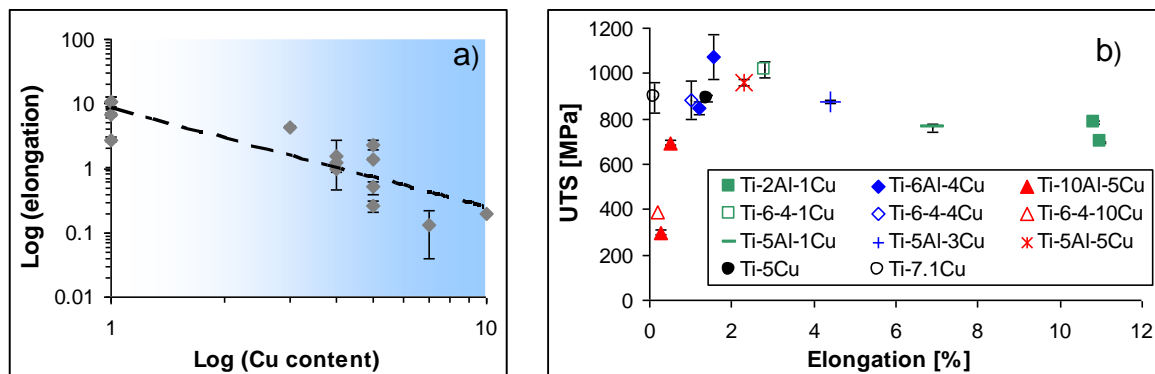 a)
100
10
1
0.1
0.01
1
10
Log (elongation)
Log (Cu content)
b)
1200
1000
800
600
400
200
0
0
2
4
6
8
10
12
UTS [MPa]
Elongation [%]
Ti-2Al-1Cu Ti-6Al-4Cu Ti-10Al-5Cu
Ti-6-4-1Cu Ti-6-4-4Cu Ti-6-4-10Cu
Ti-5Al-1Cu Ti-5Al-3Cu Ti-5Al-5Cu
Ti-5Cu Ti-7.1Cu